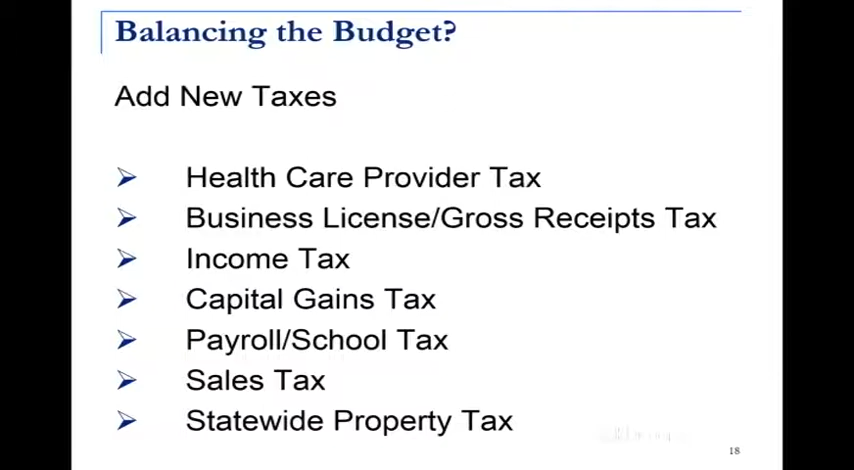 Balancing the Budget?
Add New Taxes
Health Care Provider Tax
Business License/Gross Receipts Tax
Income Tax
Capital Gains Tax
Payroll/School Tax
Sales Tax
Statewide Property Tax
18